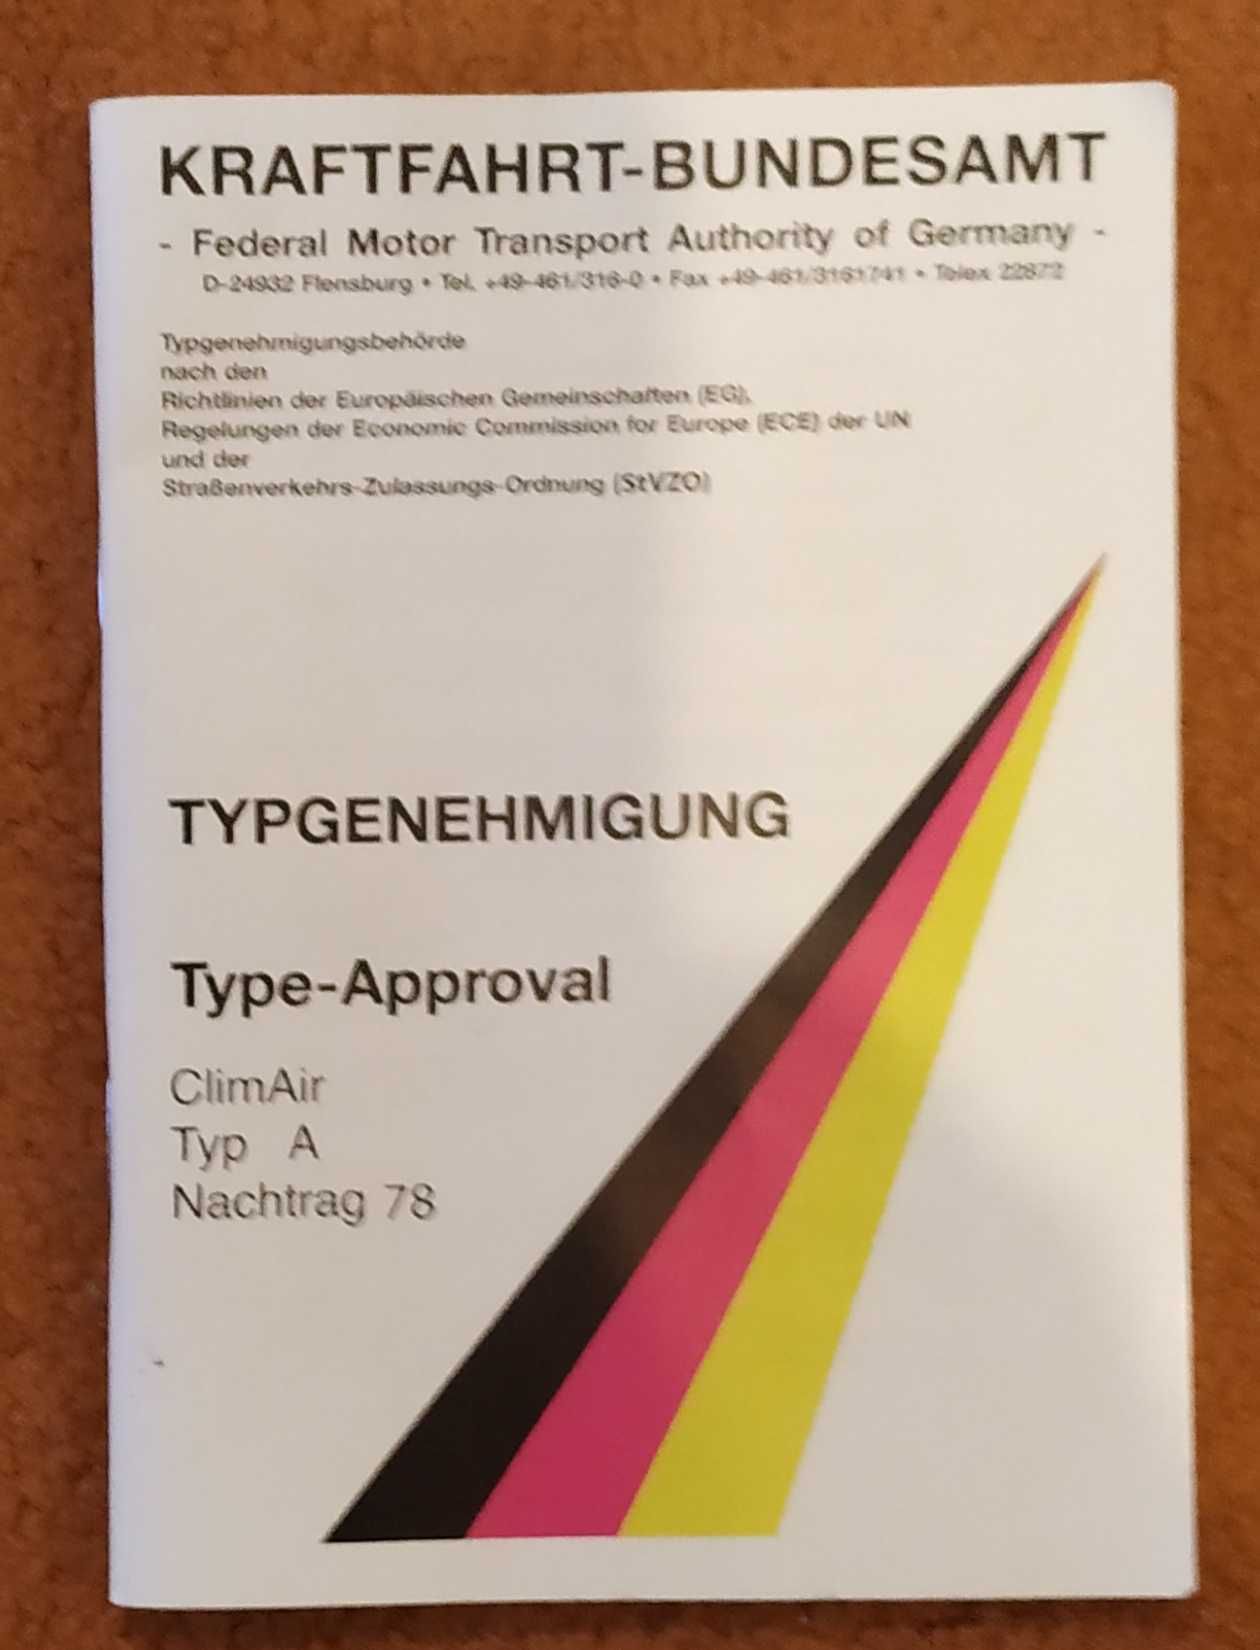 KRAFTFAHRT-BUNDESAMT
- Federal Motor Transport Authority of Germany -
D-24932 Flensburg • Tel. +49-461/316-0 • Fax +49-461/3161741 • Telex 22872
Typgenehmigungsbehörde
nach den
Richtlinien der Europäischen Gemeinschaften (EG),
Regelungen der Economic Commission for Europe (ECE) der UN
und der
Straßenverkehrs-Zulassungs-Ordnung (StVZO)
TYPGENEHMIGUNG
Type-Approval
ClimAir
Typ A
Nachtrag 78